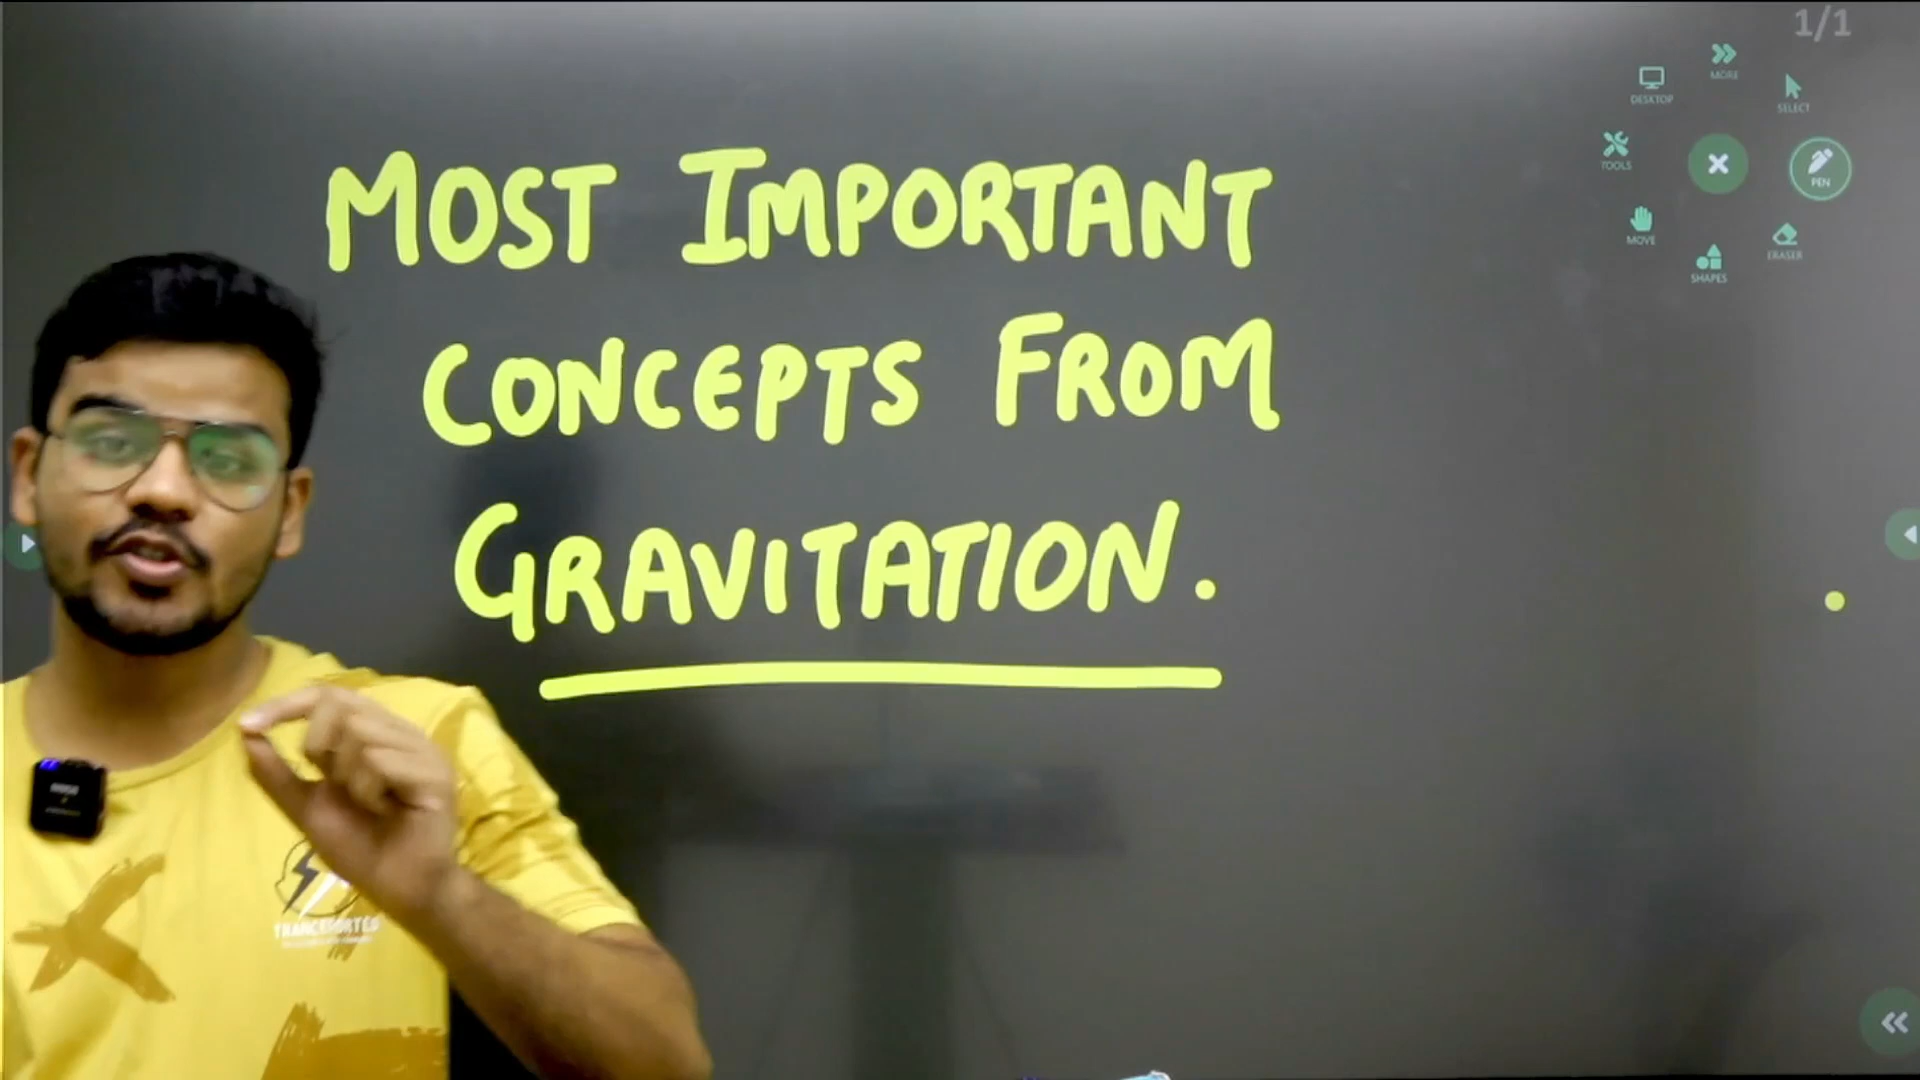 1/1
MORE
DESKTOP
SELECT
TOOLS
PEN
MOVE
ERASER
SHAPES
MOST IMPORTANT
CONCEPTS FROM
GRAVITATION.